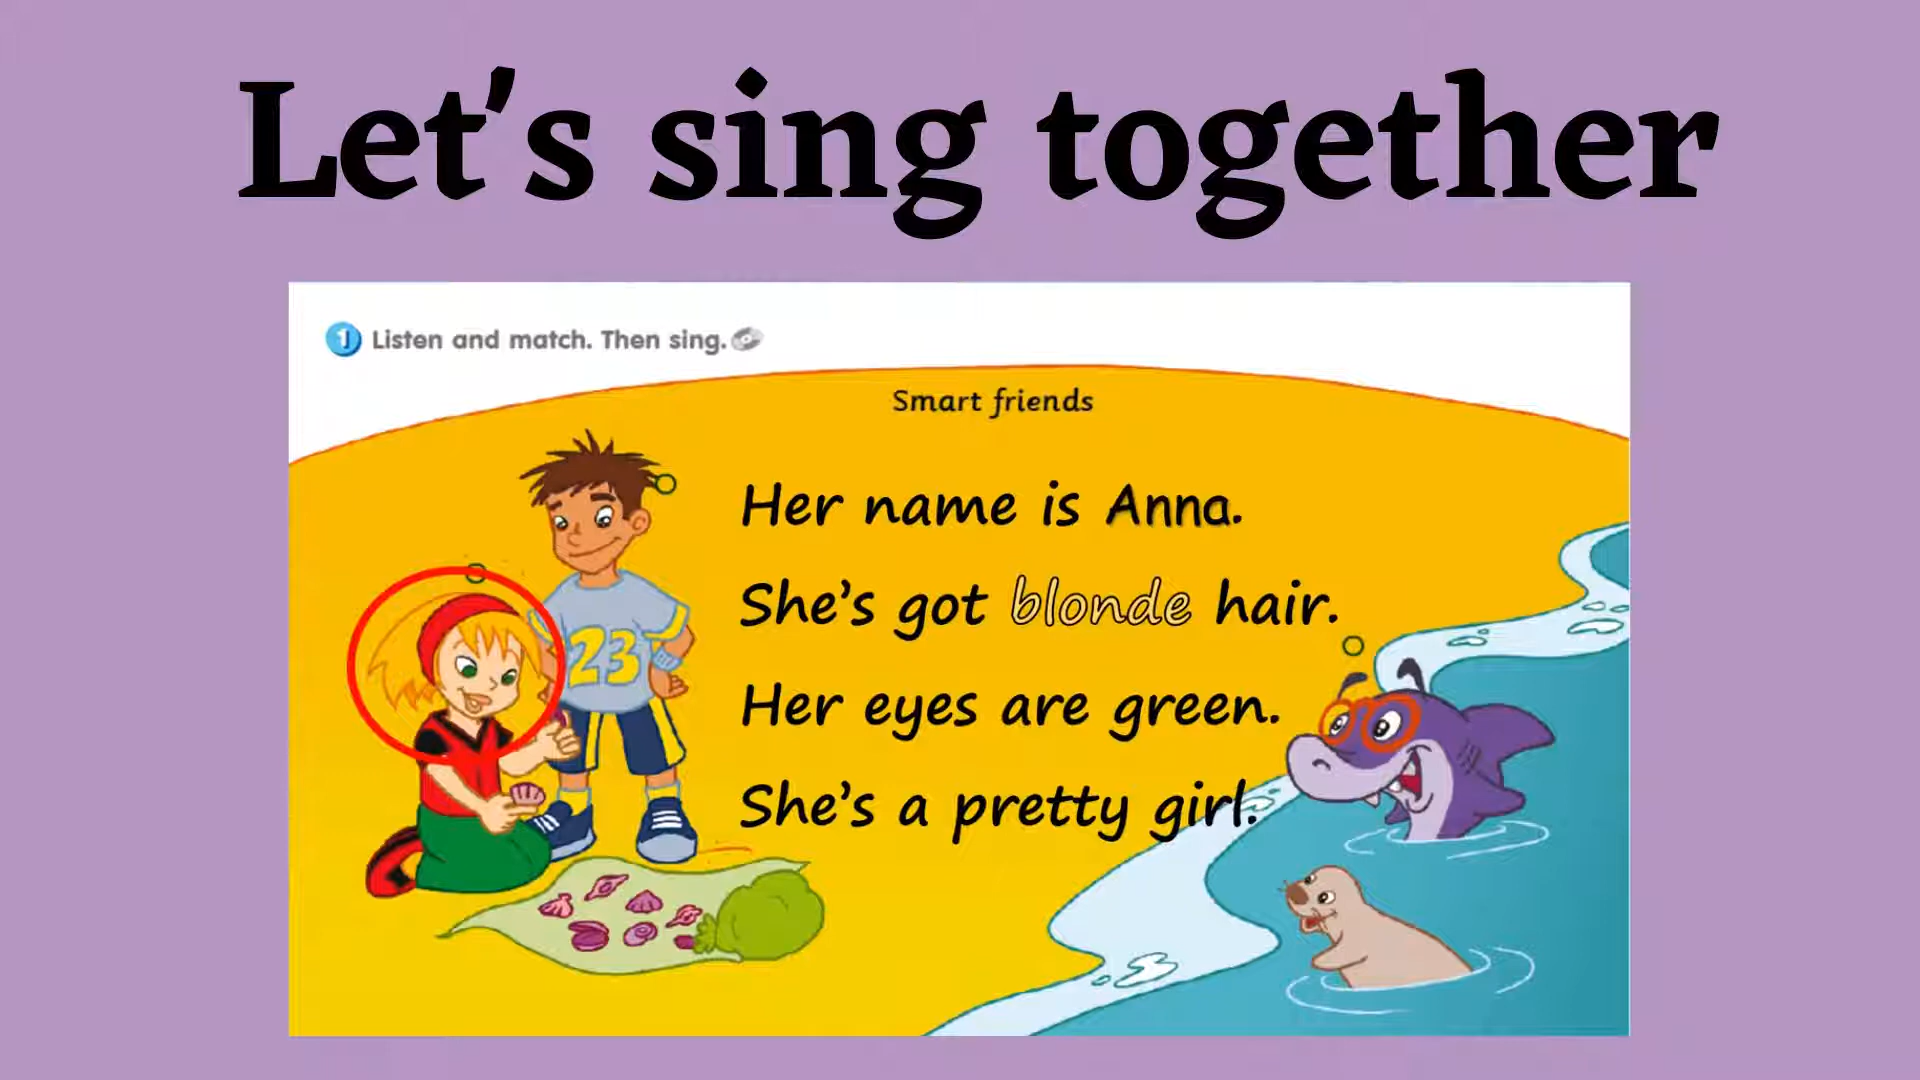 Let's sing together
1 Listen and match. Then sing.
Smart friends
Her name is Anna.
She's got blonde hair.
Her eyes are green.
She's a pretty girl.
23